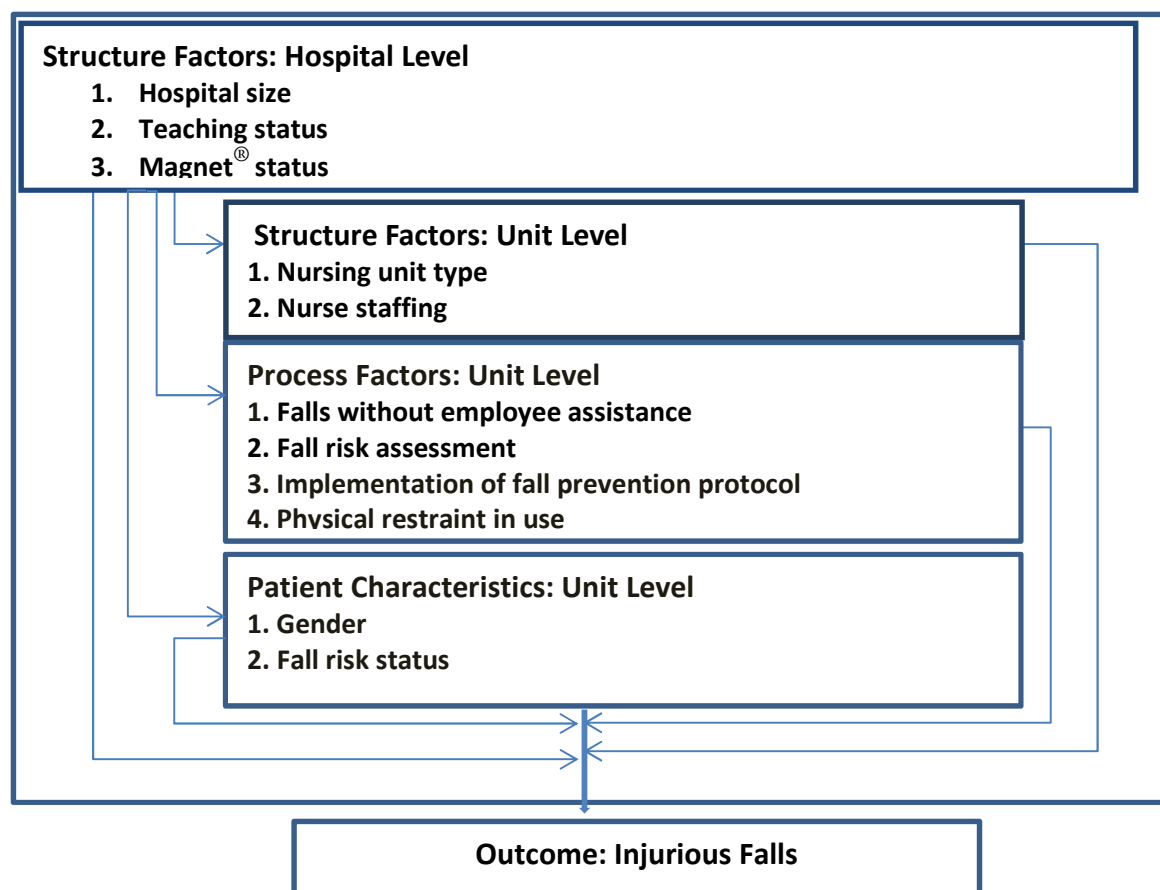 Structure Factors: Hospital Level
1. Hospital size
2. Teaching status
3. Magnet® status
Structure Factors: Unit Level
1. Nursing unit type
2. Nurse staffing
Process Factors: Unit Level
1. Falls without employee assistance
2. Fall risk assessment
3. Implementation of fall prevention protocol
4. Physical restraint in use
Patient Characteristics: Unit Level
1. Gender
2. Fall risk status
Outcome: Injurious Falls